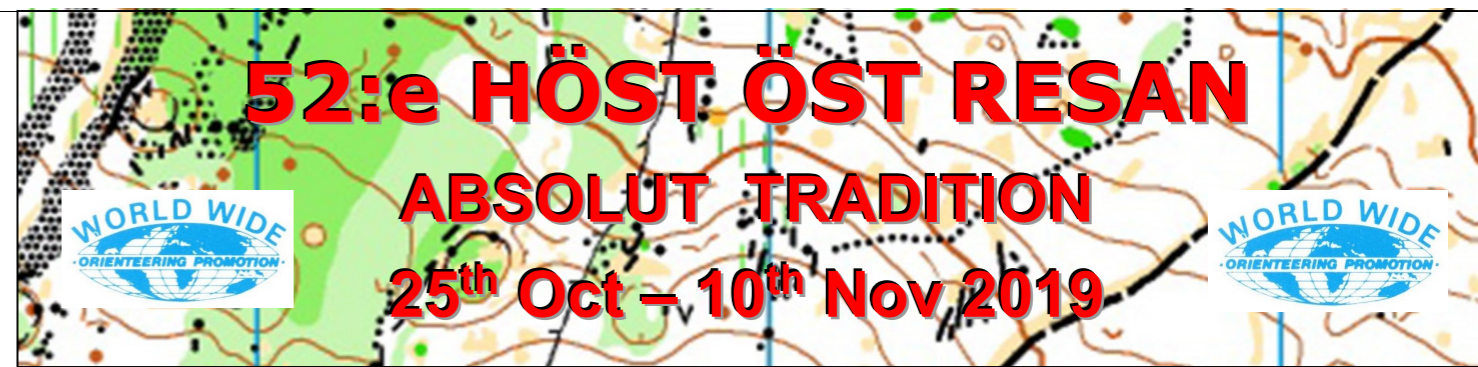 52:e HÖST ÖST RESAN
ABSOLUT TRADITION
25th Oct – 10th Nov 2019
WORLD WIDE
·ORIENTEERING PROMOTION·
WORLD WIDE
·ORIENTEERING PROMOTION·